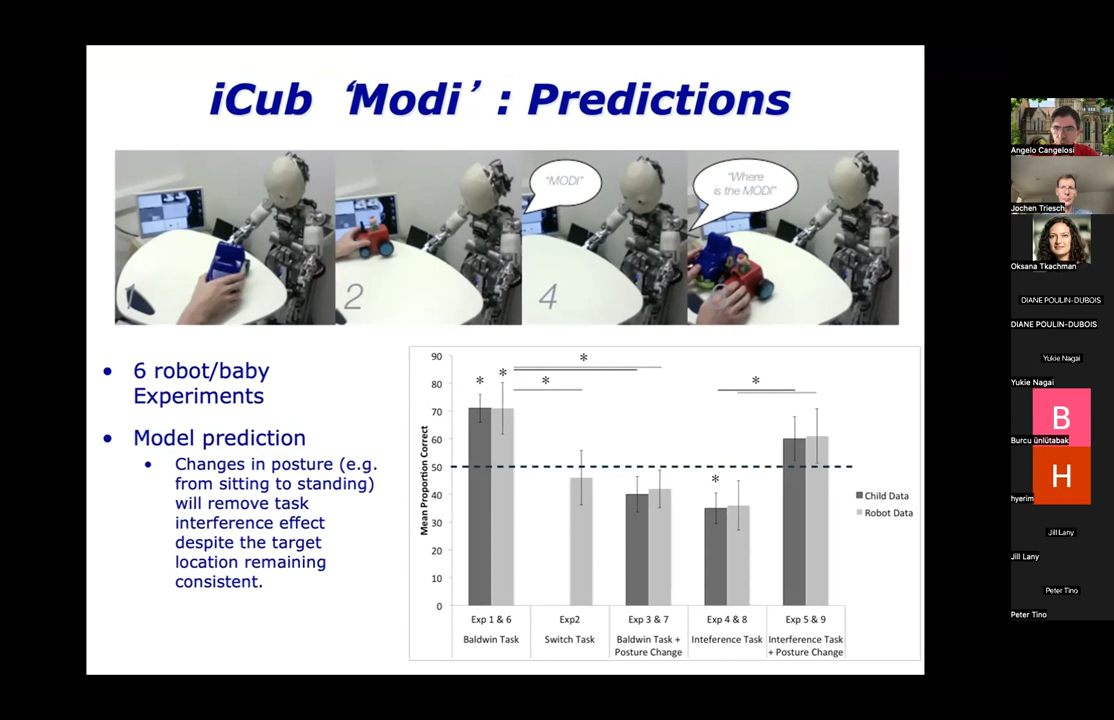 iCub ‘Modi’ : Predictions
“MODI”
“Where
is the MODI”
1
2
4
• 6 robot/baby
Experiments
• Model prediction
• Changes in posture (e.g.
from sitting to standing)
will remove task
interference effect
despite the target
location remaining
consistent.
Mean Proportion Correct
90
80
70
60
50
40
30
20
10
0
* * * * * *
Child Data
Robot Data
Exp 1 & 6 Exp2 Exp 3 & 7 Exp 4 & 8 Exp 5 & 9
Baldwin Task Switch Task Baldwin Task +
Posture Change Inteference Task Interference Task
+ Posture Change
Angelo Cangelosi
Jochen Triesch
Oksana Tkachman
DIANE POULIN-DUBOIS
DIANE POULIN-DUBOIS
Yukie Nagai
Yukie Nagai
B
Burcu ünlütabak
H
hyerim
Jill Lany
Jill Lany
Peter Tino
Peter Tino